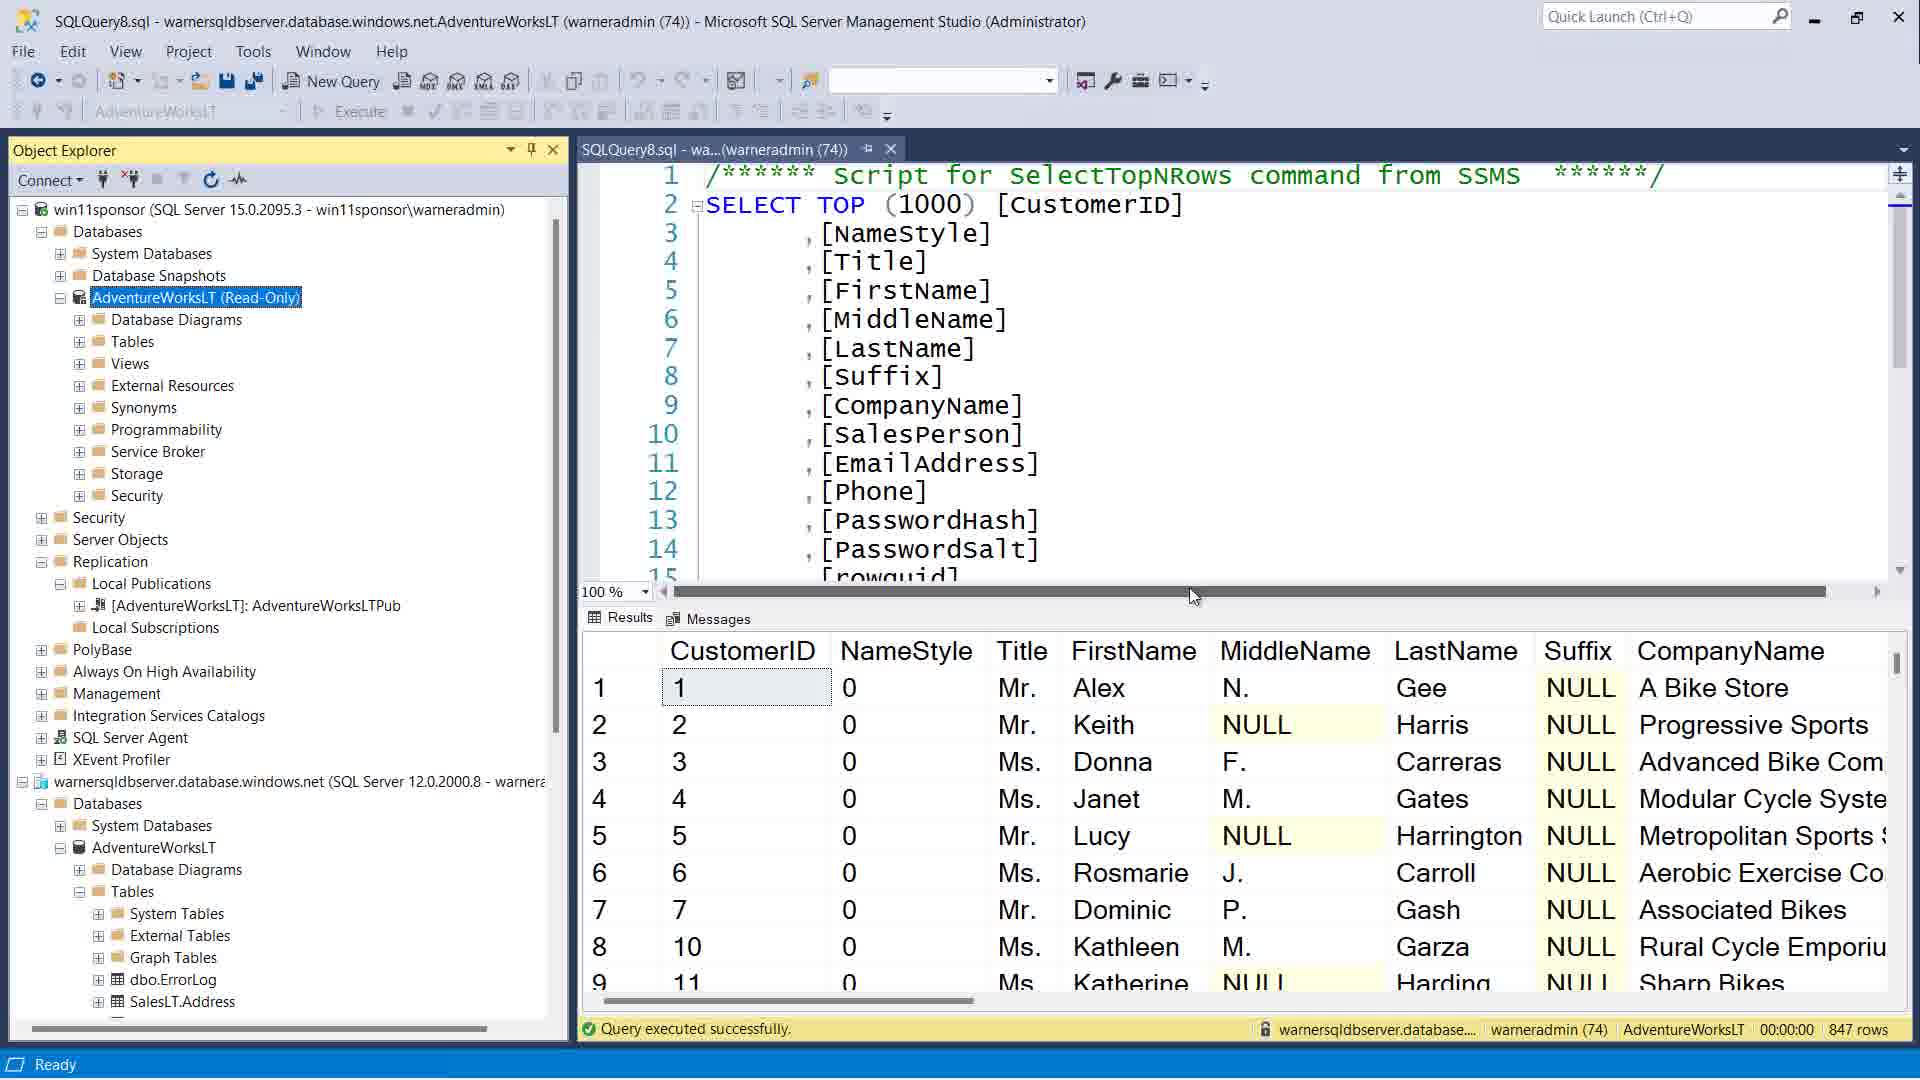 SQLQuery8.sql - warnersqldbserver.database.windows.net.AdventureWorksLT (warneradmin (74)) - Microsoft SQL Server Management Studio (Administrator)
Quick Launch (Ctrl+Q)
File Edit View Project Tools Window Help
New Query MDX DMX XMLA DAX
AdventureWorksLT Execute
Object Explorer
Connect
win11sponsor (SQL Server 15.0.2095.3 - win11sponsor\warneradmin)
Databases
System Databases
Database Snapshots
AdventureWorksLT (Read-Only)
Database Diagrams
Tables
Views
External Resources
Synonyms
Programmability
Service Broker
Storage
Security
Security
Server Objects
Replication
Local Publications
[AdventureWorksLT]: AdventureWorksLTPub
Local Subscriptions
PolyBase
Always On High Availability
Management
Integration Services Catalogs
SQL Server Agent
XEvent Profiler
warnersqldbserver.database.windows.net (SQL Server 12.0.2000.8 - warnera
Databases
System Databases
AdventureWorksLT
Database Diagrams
Tables
System Tables
External Tables
Graph Tables
dbo.ErrorLog
SalesLT.Address
SQLQuery8.sql - wa...(warneradmin (74))
1 /****** Script for SelectTopNRows command from SSMS  ******/
2 SELECT TOP (1000) [CustomerID]
3 ,[NameStyle]
4 ,[Title]
5 ,[FirstName]
6 ,[MiddleName]
7 ,[LastName]
8 ,[Suffix]
9 ,[CompanyName]
10 ,[SalesPerson]
11 ,[EmailAddress]
12 ,[Phone]
13 ,[PasswordHash]
14 ,[PasswordSalt]
15 [rowguid]
100 %
Results Messages
CustomerID NameStyle Title FirstName MiddleName LastName Suffix CompanyName
1 1 0 Mr. Alex N. Gee NULL A Bike Store
2 2 0 Mr. Keith NULL Harris NULL Progressive Sports
3 3 0 Ms. Donna F. Carreras NULL Advanced Bike Com
4 4 0 Ms. Janet M. Gates NULL Modular Cycle Syste
5 5 0 Mr. Lucy NULL Harrington NULL Metropolitan Sports S
6 6 0 Ms. Rosmarie J. Carroll NULL Aerobic Exercise Co
7 7 0 Mr. Dominic P. Gash NULL Associated Bikes
8 10 0 Ms. Kathleen M. Garza NULL Rural Cycle Emporiu
9 11 0 Ms. Katherine NULL Harding NULL Sharp Bikes
Query executed successfully. warnersqldbserver.database.... warneradmin (74) AdventureWorksLT 00:00:00 847 rows
Ready